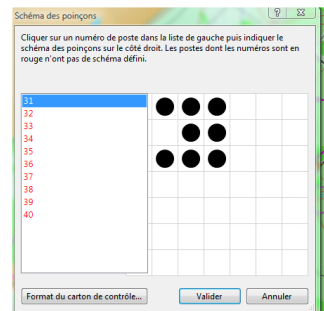 Schéma des poinçons
Cliquer sur un numéro de poste dans la liste de gauche puis indiquer le
schéma des poinçons sur le côté droit. Les postes dont les numéros sont en
rouge n'ont pas de schéma défini.
31
32
33
34
35
36
37
38
39
40
Format du carton de contrôle...
Valider
Annuler